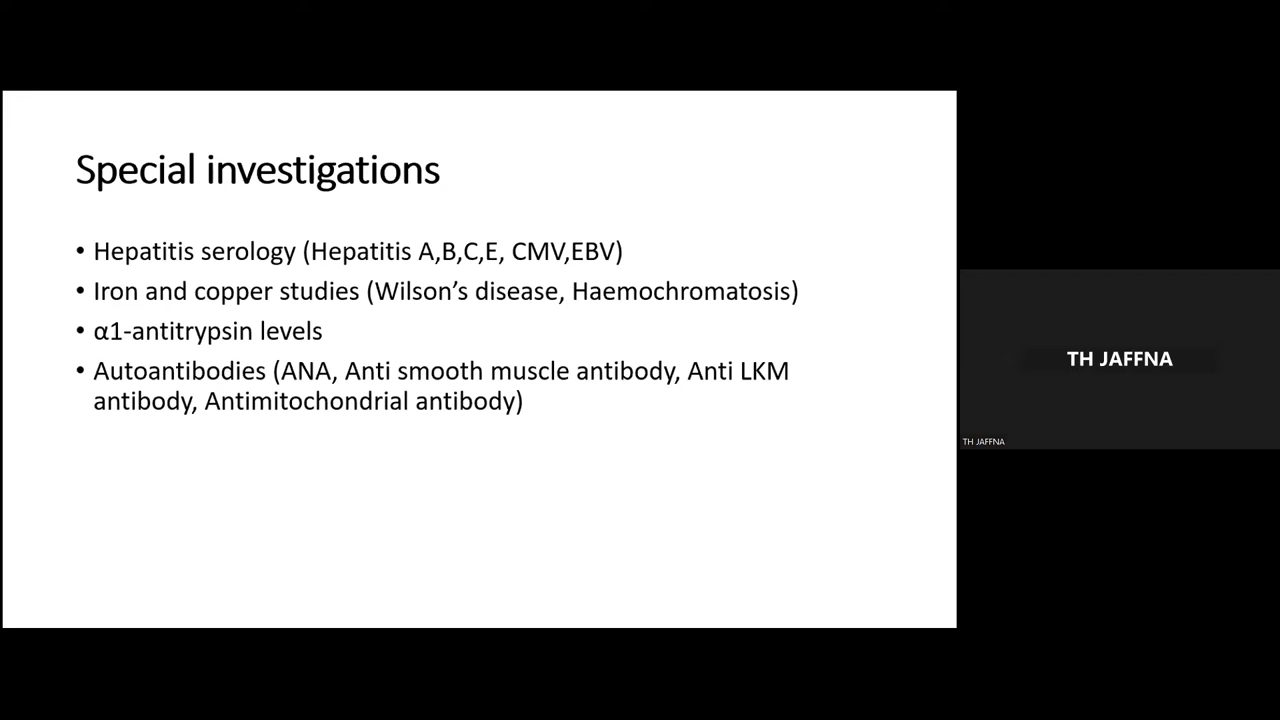 Special investigations
• Hepatitis serology (Hepatitis A,B,C,E, CMV,EBV)
• Iron and copper studies (Wilson’s disease, Haemochromatosis)
• α1-antitrypsin levels
• Autoantibodies (ANA, Anti smooth muscle antibody, Anti LKM
antibody, Antimitochondrial antibody)
TH JAFFNA
TH JAFFNA